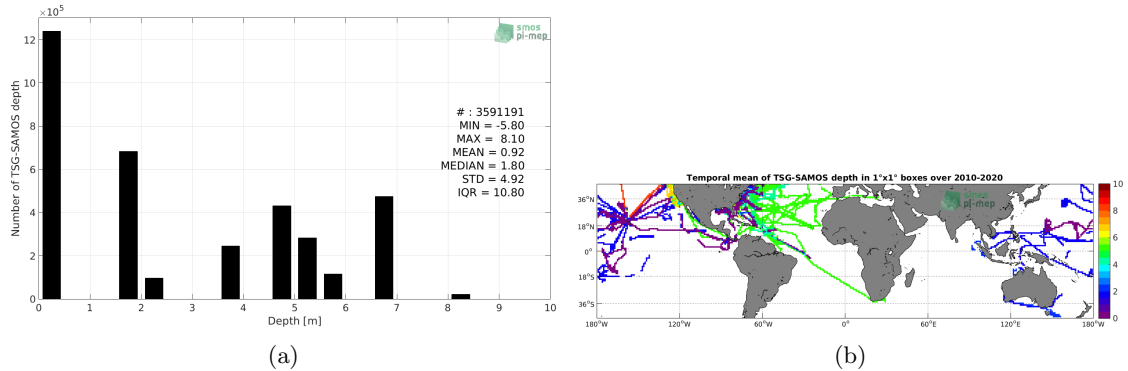 ×10⁵
12
10
8
6
4
2
0
Number of TSG-SAMOS depth
0 1 2 3 4 5 6 7 8 9 10
Depth [m]
smos
pi-mep
# : 3591191
MIN = -5.80
MAX = 8.10
MEAN = 0.92
MEDIAN = 1.80
STD = 4.92
IQR = 10.80
(a)
Temporal mean of TSG-SAMOS depth in 1°x1° boxes over 2010-2020
smos
pi-mep
36°N
18°N
0°
18°S
36°S
180°W 120°W 60°W 0° 60°E 120°E 180°W
10
8
6
4
2
0
(b)